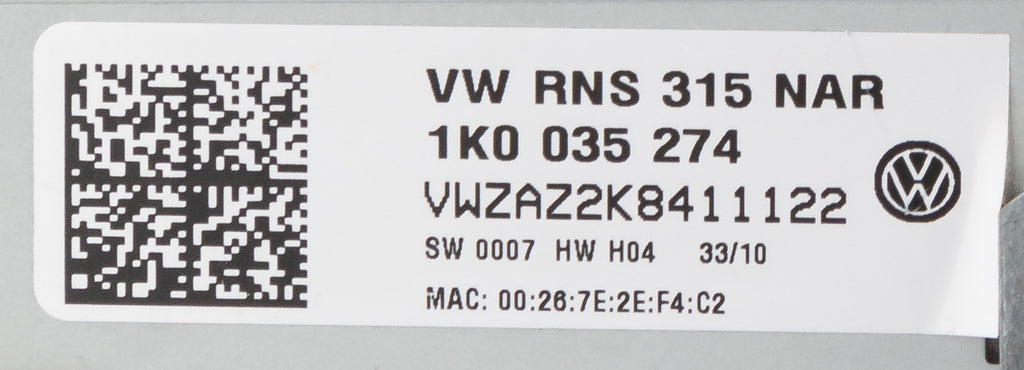 VW RNS 315 NAR
1K0 035 274
VWZAZ2K8411122
SW 0007 HW H04 33/10
MAC: 00:26:7E:2E:F4:C2